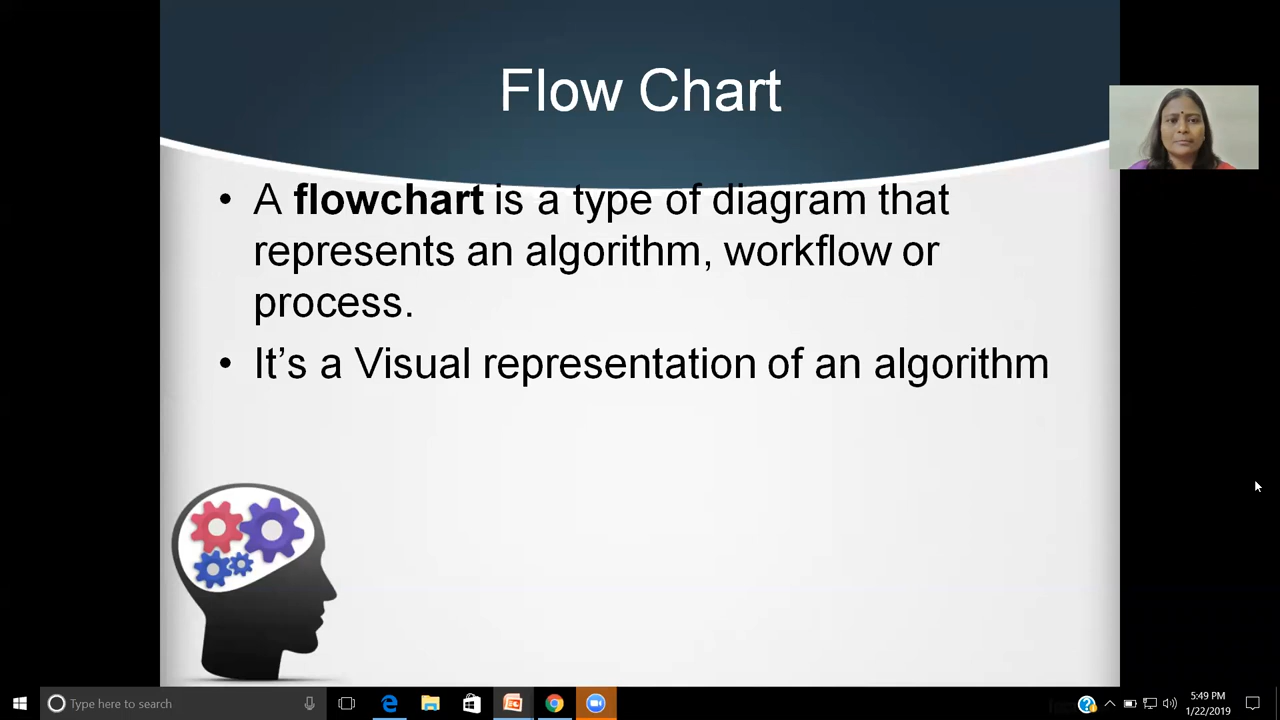 Flow Chart
• A flowchart is a type of diagram that
represents an algorithm, workflow or
process.
• It’s a Visual representation of an algorithm
Type here to search
5:49 PM
1/22/2019